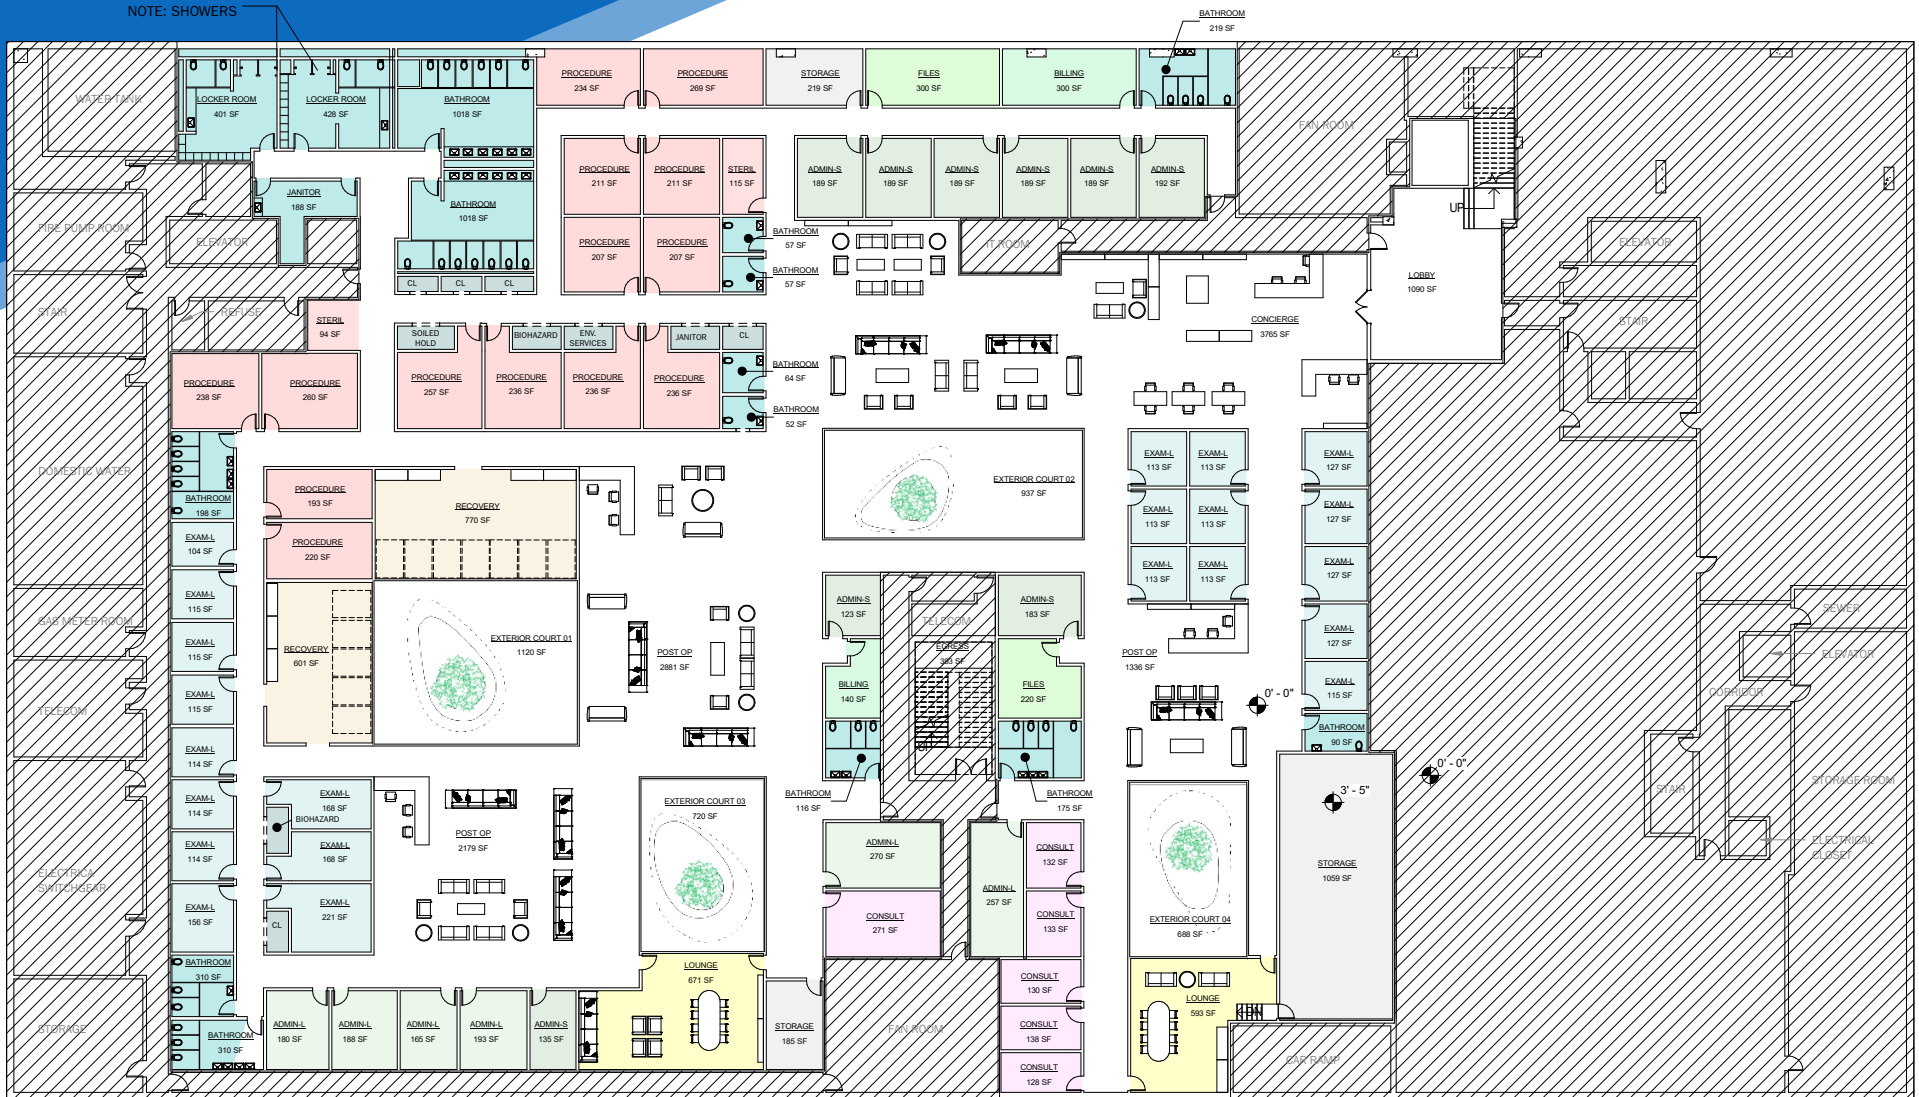 NOTE: SHOWERS
BATHROOM
219 SF
WATER TANK
LOCKER ROOM
401 SF
LOCKER ROOM
428 SF
BATHROOM
1018 SF
PROCEDURE
234 SF
PROCEDURE
269 SF
STORAGE
219 SF
FILES
300 SF
BILLING
300 SF
FAN ROOM
PROCEDURE
211 SF
PROCEDURE
211 SF
STERIL
115 SF
ADMIN-S
189 SF
ADMIN-S
189 SF
ADMIN-S
189 SF
ADMIN-S
189 SF
ADMIN-S
189 SF
ADMIN-S
192 SF
JANITOR
188 SF
BATHROOM
1018 SF
UP
FIRE PUMP ROOM
ELEVATOR
BATHROOM
57 SF
PROCEDURE
207 SF
PROCEDURE
207 SF
IT ROOM
ELEVATOR
BATHROOM
57 SF
CL
CL
CL
LOBBY
1090 SF
STAIR
REFUSE
STERIL
94 SF
SOILED
HOLD
BIOHAZARD
ENV.
SERVICES
JANITOR
CL
CONCIERGE
3765 SF
STAIR
PROCEDURE
238 SF
PROCEDURE
260 SF
PROCEDURE
257 SF
PROCEDURE
236 SF
PROCEDURE
236 SF
PROCEDURE
236 SF
BATHROOM
64 SF
BATHROOM
52 SF
DOMESTIC WATER
EXAM-L
113 SF
EXAM-L
113 SF
EXAM-L
127 SF
BATHROOM
198 SF
PROCEDURE
193 SF
RECOVERY
770 SF
EXTERIOR COURT 02
937 SF
EXAM-L
113 SF
EXAM-L
113 SF
EXAM-L
127 SF
EXAM-L
104 SF
PROCEDURE
220 SF
EXAM-L
113 SF
EXAM-L
113 SF
EXAM-L
127 SF
EXAM-L
115 SF
ADMIN-S
123 SF
ADMIN-S
183 SF
SEWER
GAS METER ROOM
TELECOM
EXAM-L
115 SF
RECOVERY
601 SF
EXTERIOR COURT 01
1120 SF
POST OP
2881 SF
EGRESS
393 SF
POST OP
1336 SF
EXAM-L
127 SF
ELEVATOR
EXAM-L
115 SF
BILLING
140 SF
FILES
220 SF
EXAM-L
115 SF
0' - 0"
CORRIDOR
TELECOM
BATHROOM
90 SF
EXAM-L
114 SF
UP
0' - 0"
STORAGE ROOM
EXAM-L
114 SF
EXAM-L
168 SF
BATHROOM
116 SF
BATHROOM
175 SF
3' - 5"
STAIR
BIOHAZARD
EXTERIOR COURT 03
720 SF
EXAM-L
114 SF
EXAM-L
168 SF
POST OP
2179 SF
ADMIN-L
270 SF
CONSULT
132 SF
ELECTRICAL
CLOSET
ELECTRICA
SWITCHGEAR
STORAGE
1059 SF
ADMIN-L
257 SF
EXAM-L
156 SF
EXAM-L
221 SF
CL
CONSULT
271 SF
CONSULT
133 SF
EXTERIOR COURT 04
688 SF
BATHROOM
310 SF
LOUNGE
671 SF
CONSULT
130 SF
LOUNGE
593 SF
DN
STORAGE
BATHROOM
310 SF
ADMIN-L
180 SF
ADMIN-L
188 SF
ADMIN-L
165 SF
ADMIN-L
193 SF
ADMIN-S
135 SF
STORAGE
185 SF
FAN ROOM
CONSULT
138 SF
CAR RAMP
CONSULT
128 SF